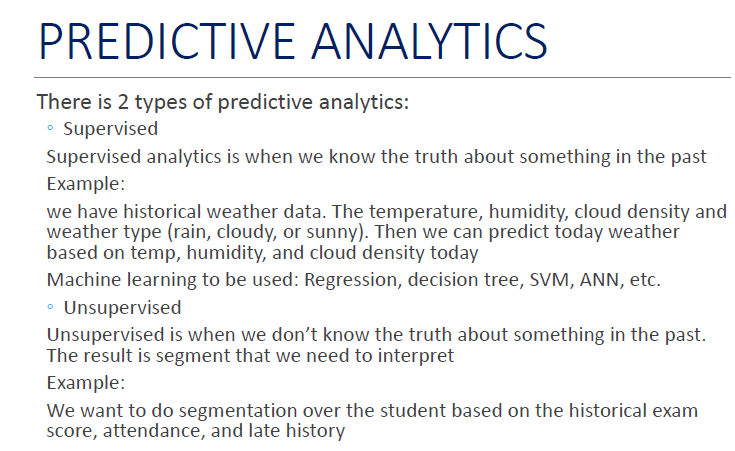 PREDICTIVE ANALYTICS
There is 2 types of predictive analytics:
◦ Supervised
Supervised analytics is when we know the truth about something in the past
Example:
we have historical weather data. The temperature, humidity, cloud density and
weather type (rain, cloudy, or sunny). Then we can predict today weather
based on temp, humidity, and cloud density today
Machine learning to be used: Regression, decision tree, SVM, ANN, etc.
◦ Unsupervised
Unsupervised is when we don’t know the truth about something in the past.
The result is segment that we need to interpret
Example:
We want to do segmentation over the student based on the historical exam
score, attendance, and late history